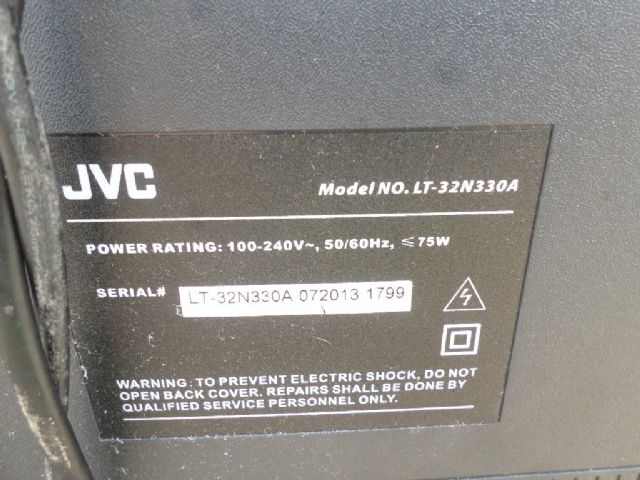 JVC
Model NO. LT-32N330A
POWER RATING: 100-240V~, 50/60Hz, ≤75W
SERIAL# LT-32N330A 072013 1799
WARNING: TO PREVENT ELECTRIC SHOCK, DO NOT
OPEN BACK COVER. REPAIRS SHALL BE DONE BY
QUALIFIED SERVICE PERSONNEL ONLY.